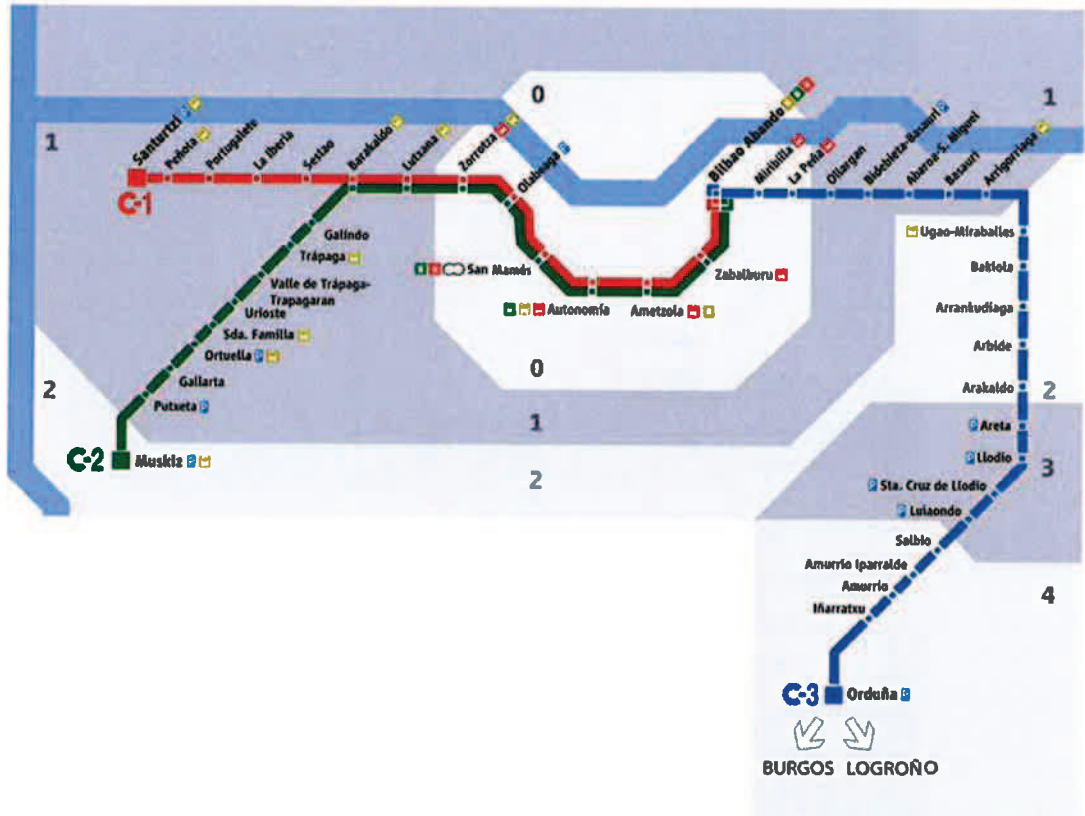 0
1
1
Santurtzi
Peñota
Portugalete
La Iberia
Sestao
Barakaldo
Lutxana
Zorrotza
Olabeaga
Bilbao Abando
Miribilla
La Peña
Ollargan
Bidebieta-Basauri
Abaroa-S. Miguel
Basauri
Arrigorriaga
C-1
Galindo
Trápaga
Valle de Trápaga-
Trapagaran
Urioste
Sda. Familia
Ortuella
Gallarta
Putxeta
C-2
Muskiz
San Mamés
Autonomía
Ametzola
Zabalburu
Ugao-Miraballes
Bakiola
Arrankudiaga
Arbide
Arakaldo
Areta
Llodio
Sta. Cruz de Llodio
Luiaondo
Salbio
Amurrio Iparralde
Amurrio
Iñarratxu
2
0
1
2
2
3
4
C-3
Orduña
BURGOS LOGROÑO